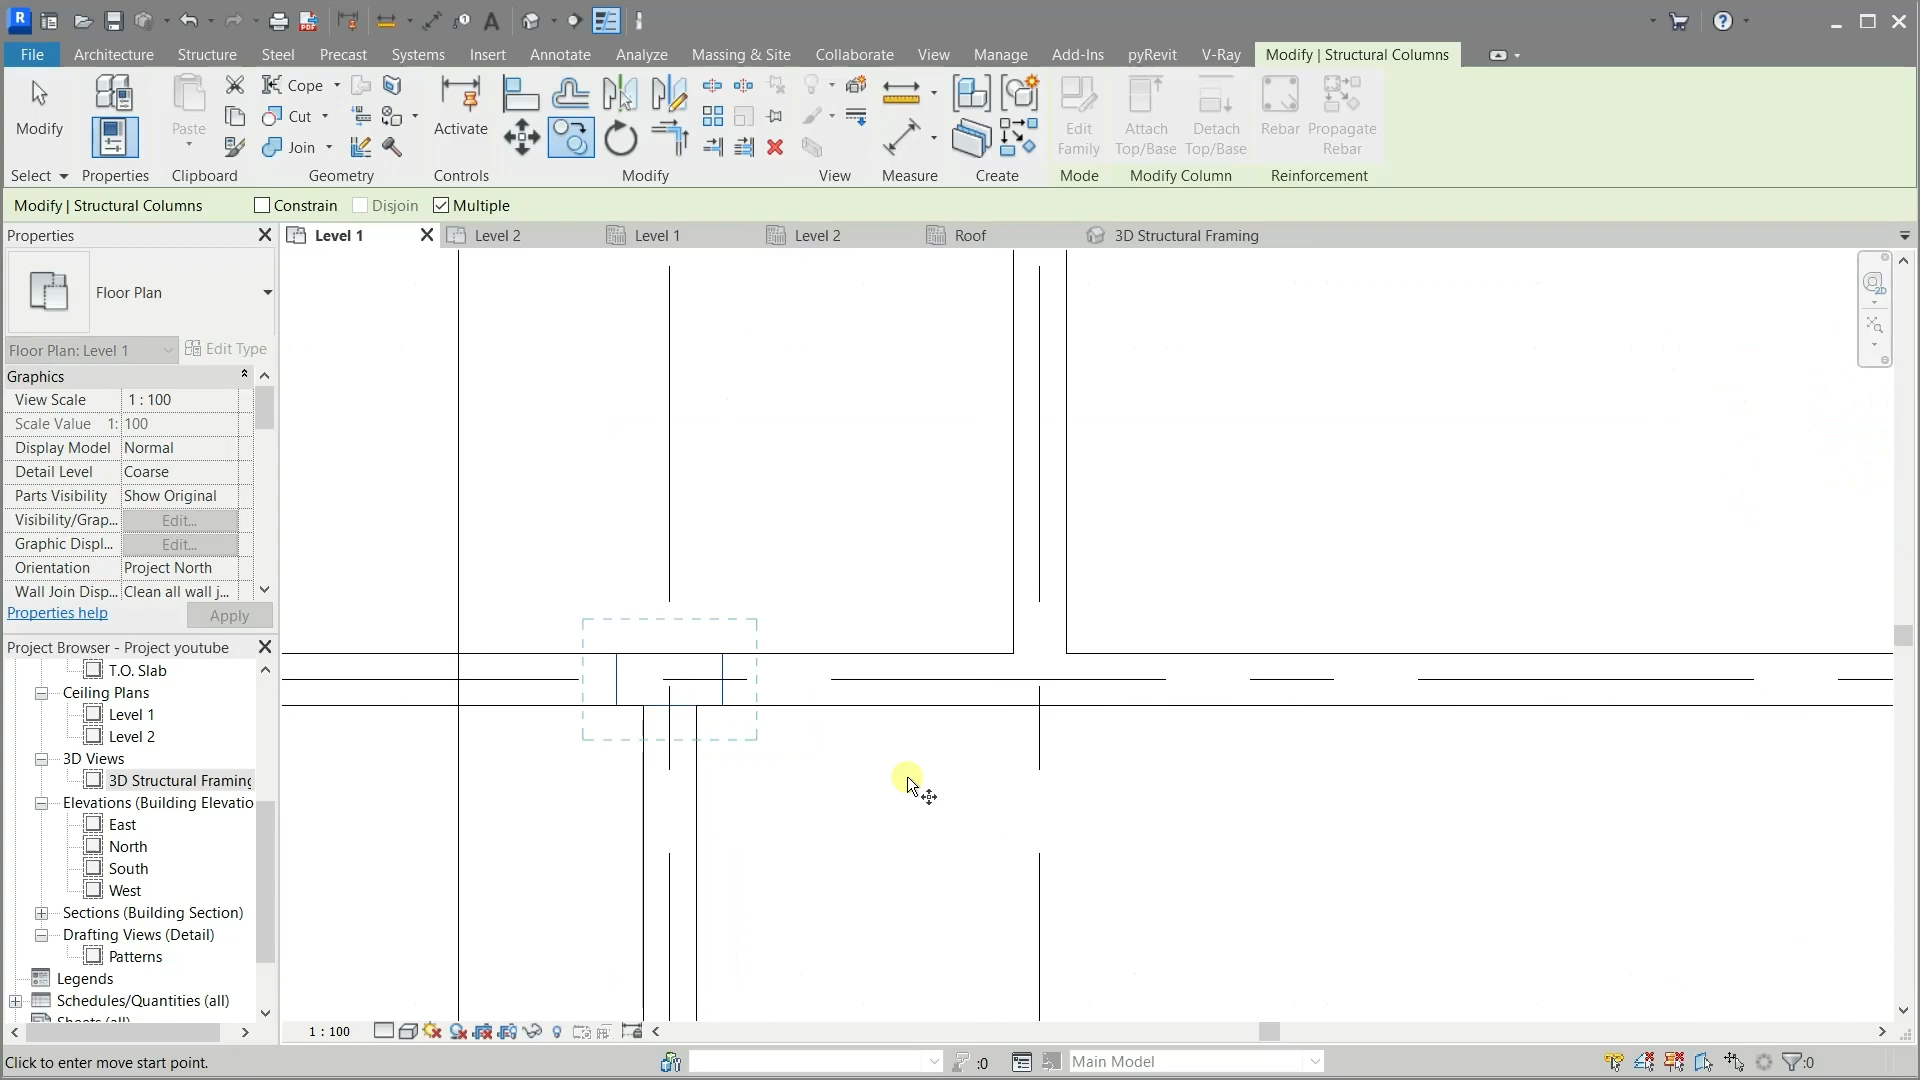 File
Architecture
Structure
Steel
Precast
Systems
Insert
Annotate
Analyze
Massing & Site
Collaborate
View
Manage
Add-Ins
pyRevit
V-Ray
Modify | Structural Columns
Modify
Paste
Cope
Cut
Join
Activate
Edit
Family
Attach
Top/Base
Detach
Top/Base
Rebar
Propagate
Rebar
Select
Properties
Clipboard
Geometry
Controls
Modify
View
Measure
Create
Mode
Modify Column
Reinforcement
Modify | Structural Columns
Constrain
Disjoin
Multiple
Properties
Level 1
Level 2
Level 1
Level 2
Roof
3D Structural Framing
Floor Plan
Floor Plan: Level 1
Edit Type
Graphics
View Scale 1 : 100
Scale Value 1: 100
Display Model Normal
Detail Level Coarse
Parts Visibility Show Original
Visibility/Grap... Edit...
Graphic Displ... Edit...
Orientation Project North
Wall Join Disp... Clean all wall j...
Properties help
Apply
Project Browser - Project youtube
T.O. Slab
Ceiling Plans
Level 1
Level 2
3D Views
3D Structural Framing
Elevations (Building Elevatio
East
North
South
West
Sections (Building Section)
Drafting Views (Detail)
Patterns
Legends
Schedules/Quantities (all)
Sheets (all)
1 : 100
Click to enter move start point.
:0
Main Model
:0